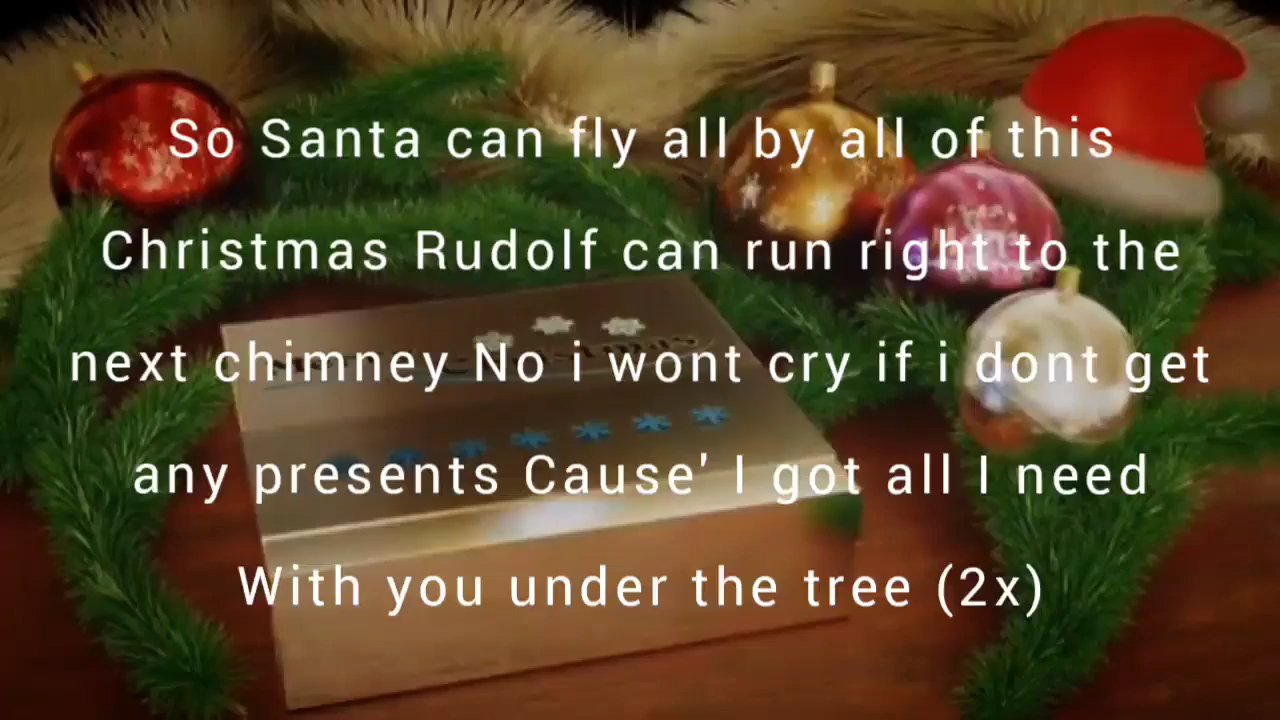 So Santa can fly all by all of this
Christmas Rudolf can run right to the
next chimney No i wont cry if i dont get
any presents Cause' I got all I need
With you under the tree (2x)